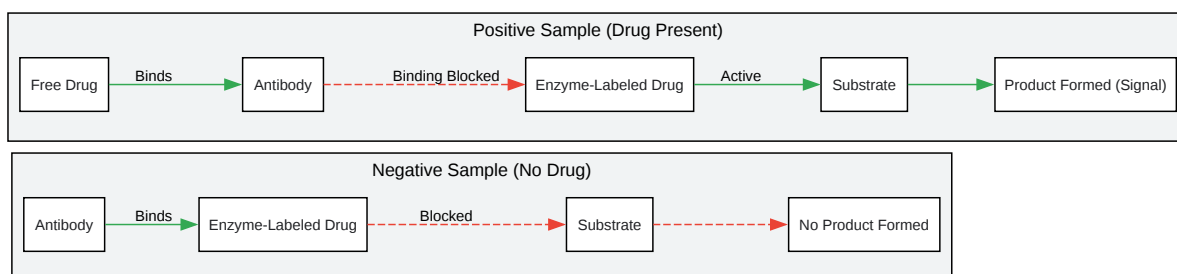 Positive Sample (Drug Present)
Free Drug
Binds
Antibody
Binding Blocked
Enzyme-Labeled Drug
Active
Substrate
Product Formed (Signal)
Negative Sample (No Drug)
Antibody
Binds
Enzyme-Labeled Drug
Blocked
Substrate
No Product Formed